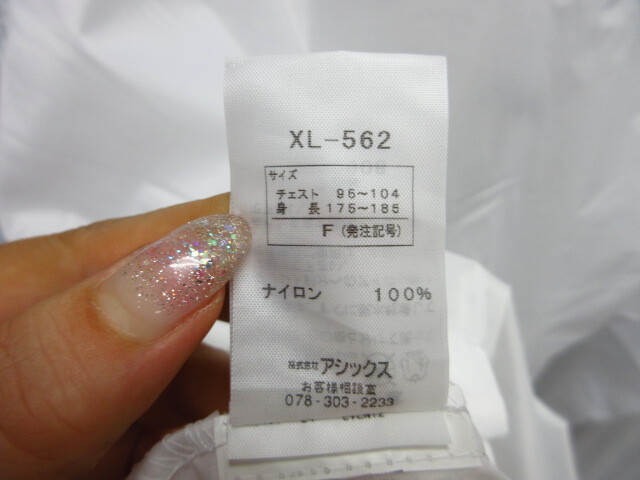 XL-562
サイズ
チェスト 96~104
身長 175~185
F (発注記号)
ナイロン 100%
株式会社 アシックス
お客様相談室
078-303-2233